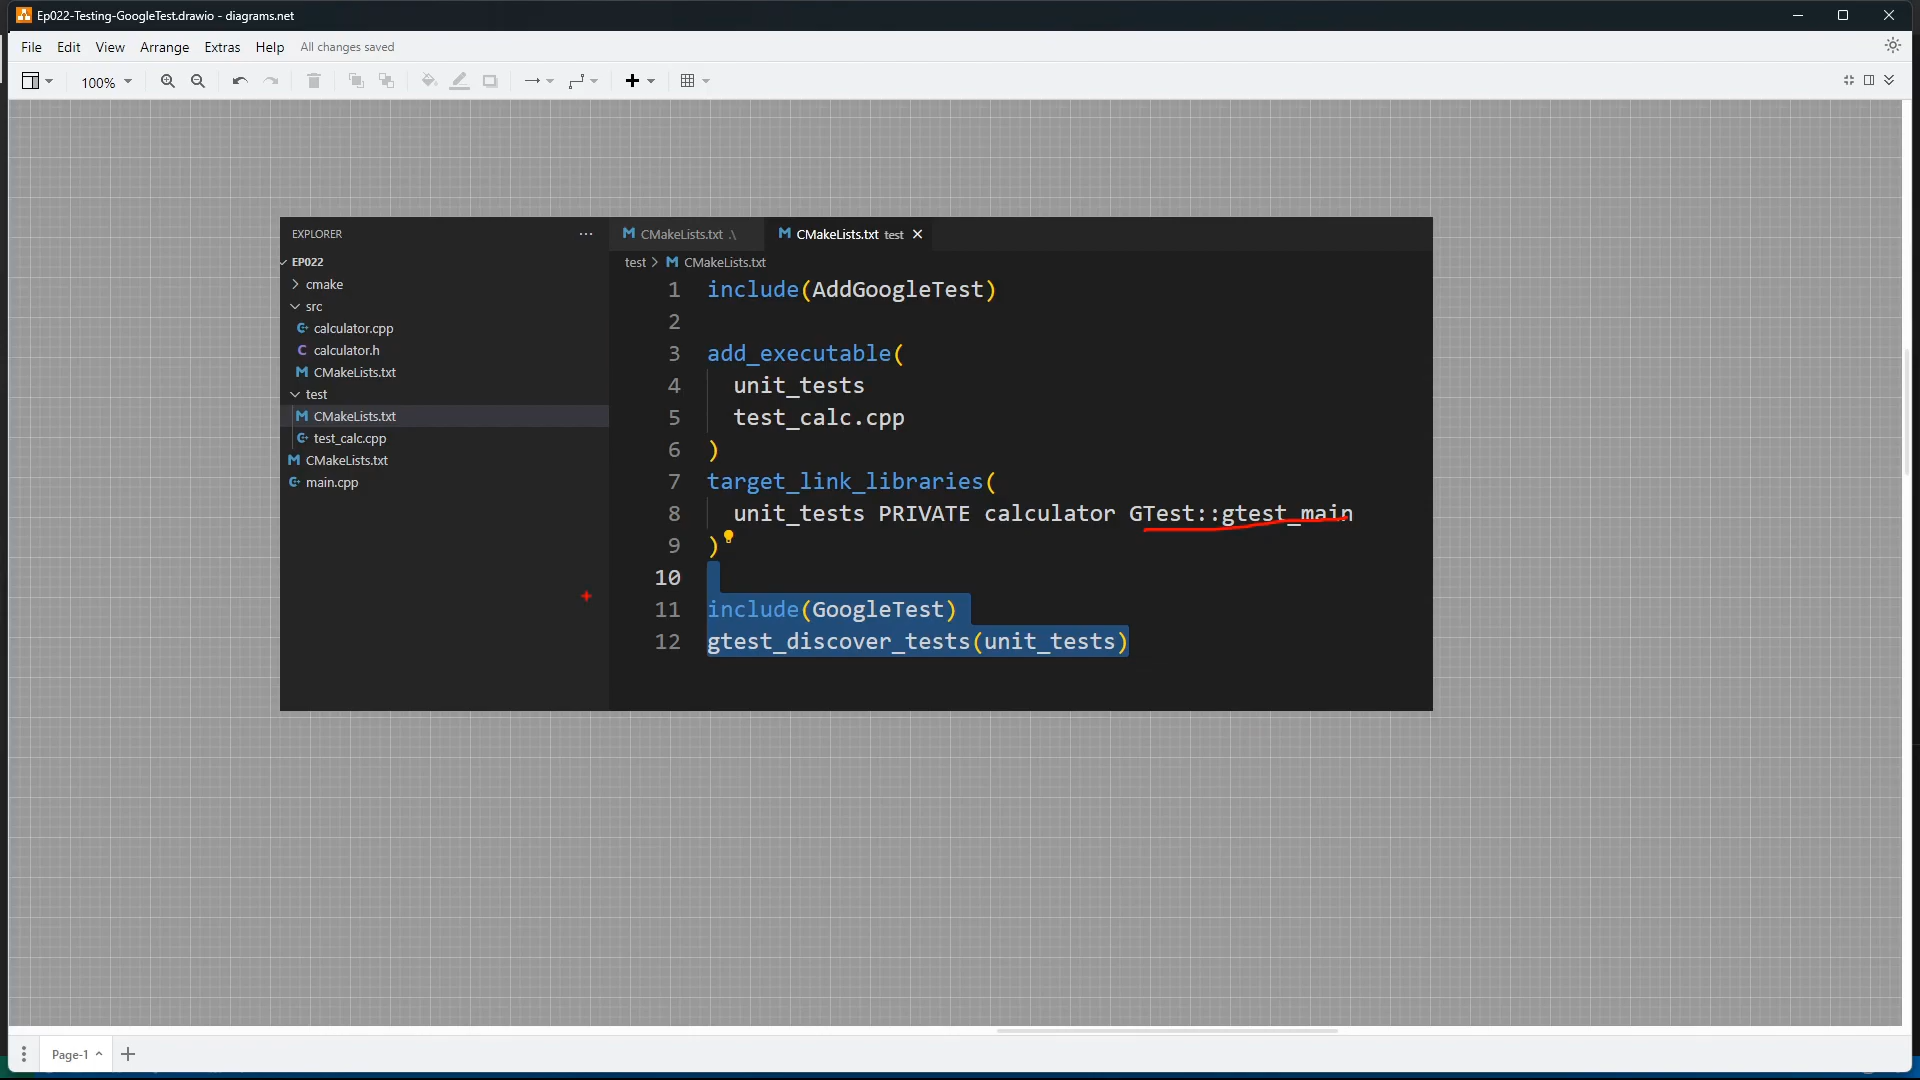 Ep022-Testing-GoogleTest.drawio - diagrams.net
File Edit View Arrange Extras Help All changes saved
100%
EXPLORER
EP022
cmake
src
calculator.cpp
C calculator.h
M CMakeLists.txt
test
M CMakeLists.txt
test_calc.cpp
M CMakeLists.txt
main.cpp
M CMakeLists.txt .\
M CMakeLists.txt test
test > M CMakeLists.txt
1 include(AddGoogleTest)
2
3 add_executable(
4 unit_tests
5 test_calc.cpp
6 )
7 target_link_libraries(
8 unit_tests PRIVATE calculator GTest::gtest_main
9 )
10
11 include(GoogleTest)
12 gtest_discover_tests(unit_tests)
Page-1